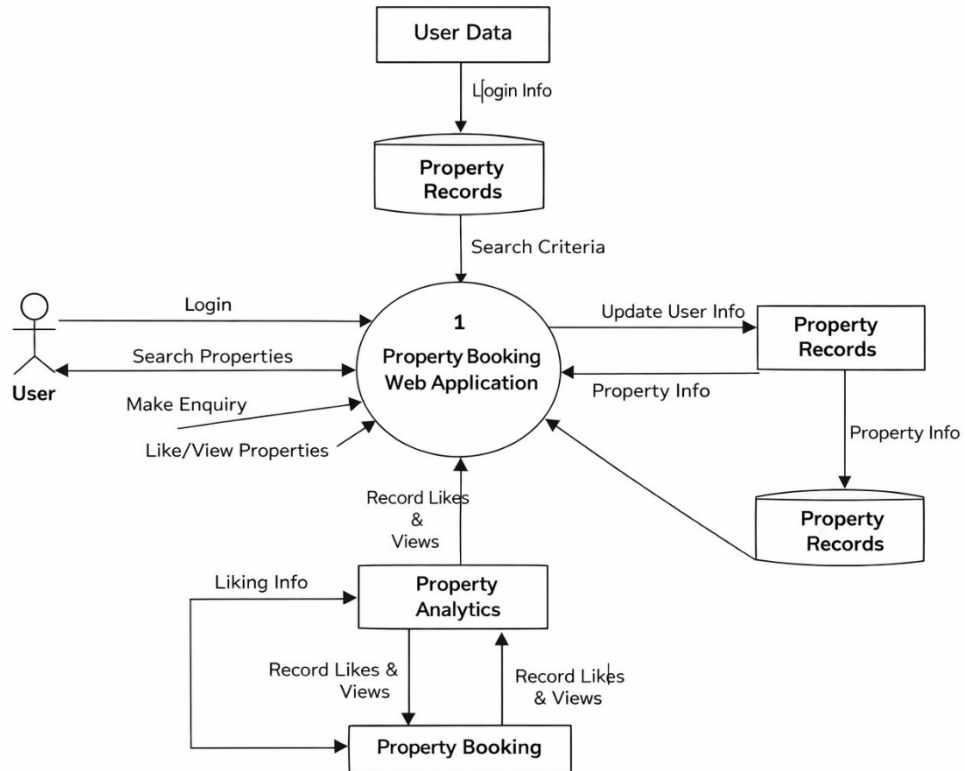 User Data
Login Info
Property
Records
Search Criteria
Login
1
Property Booking
Web Application
Update User Info
Property
Records
Search Properties
User
Property Info
Make Enquiry
Like/View Properties
Property Info
Record Likes
&
Views
Property
Records
Liking Info
Property
Analytics
Record Likes &
Views
Record Likes
& Views
Property Booking